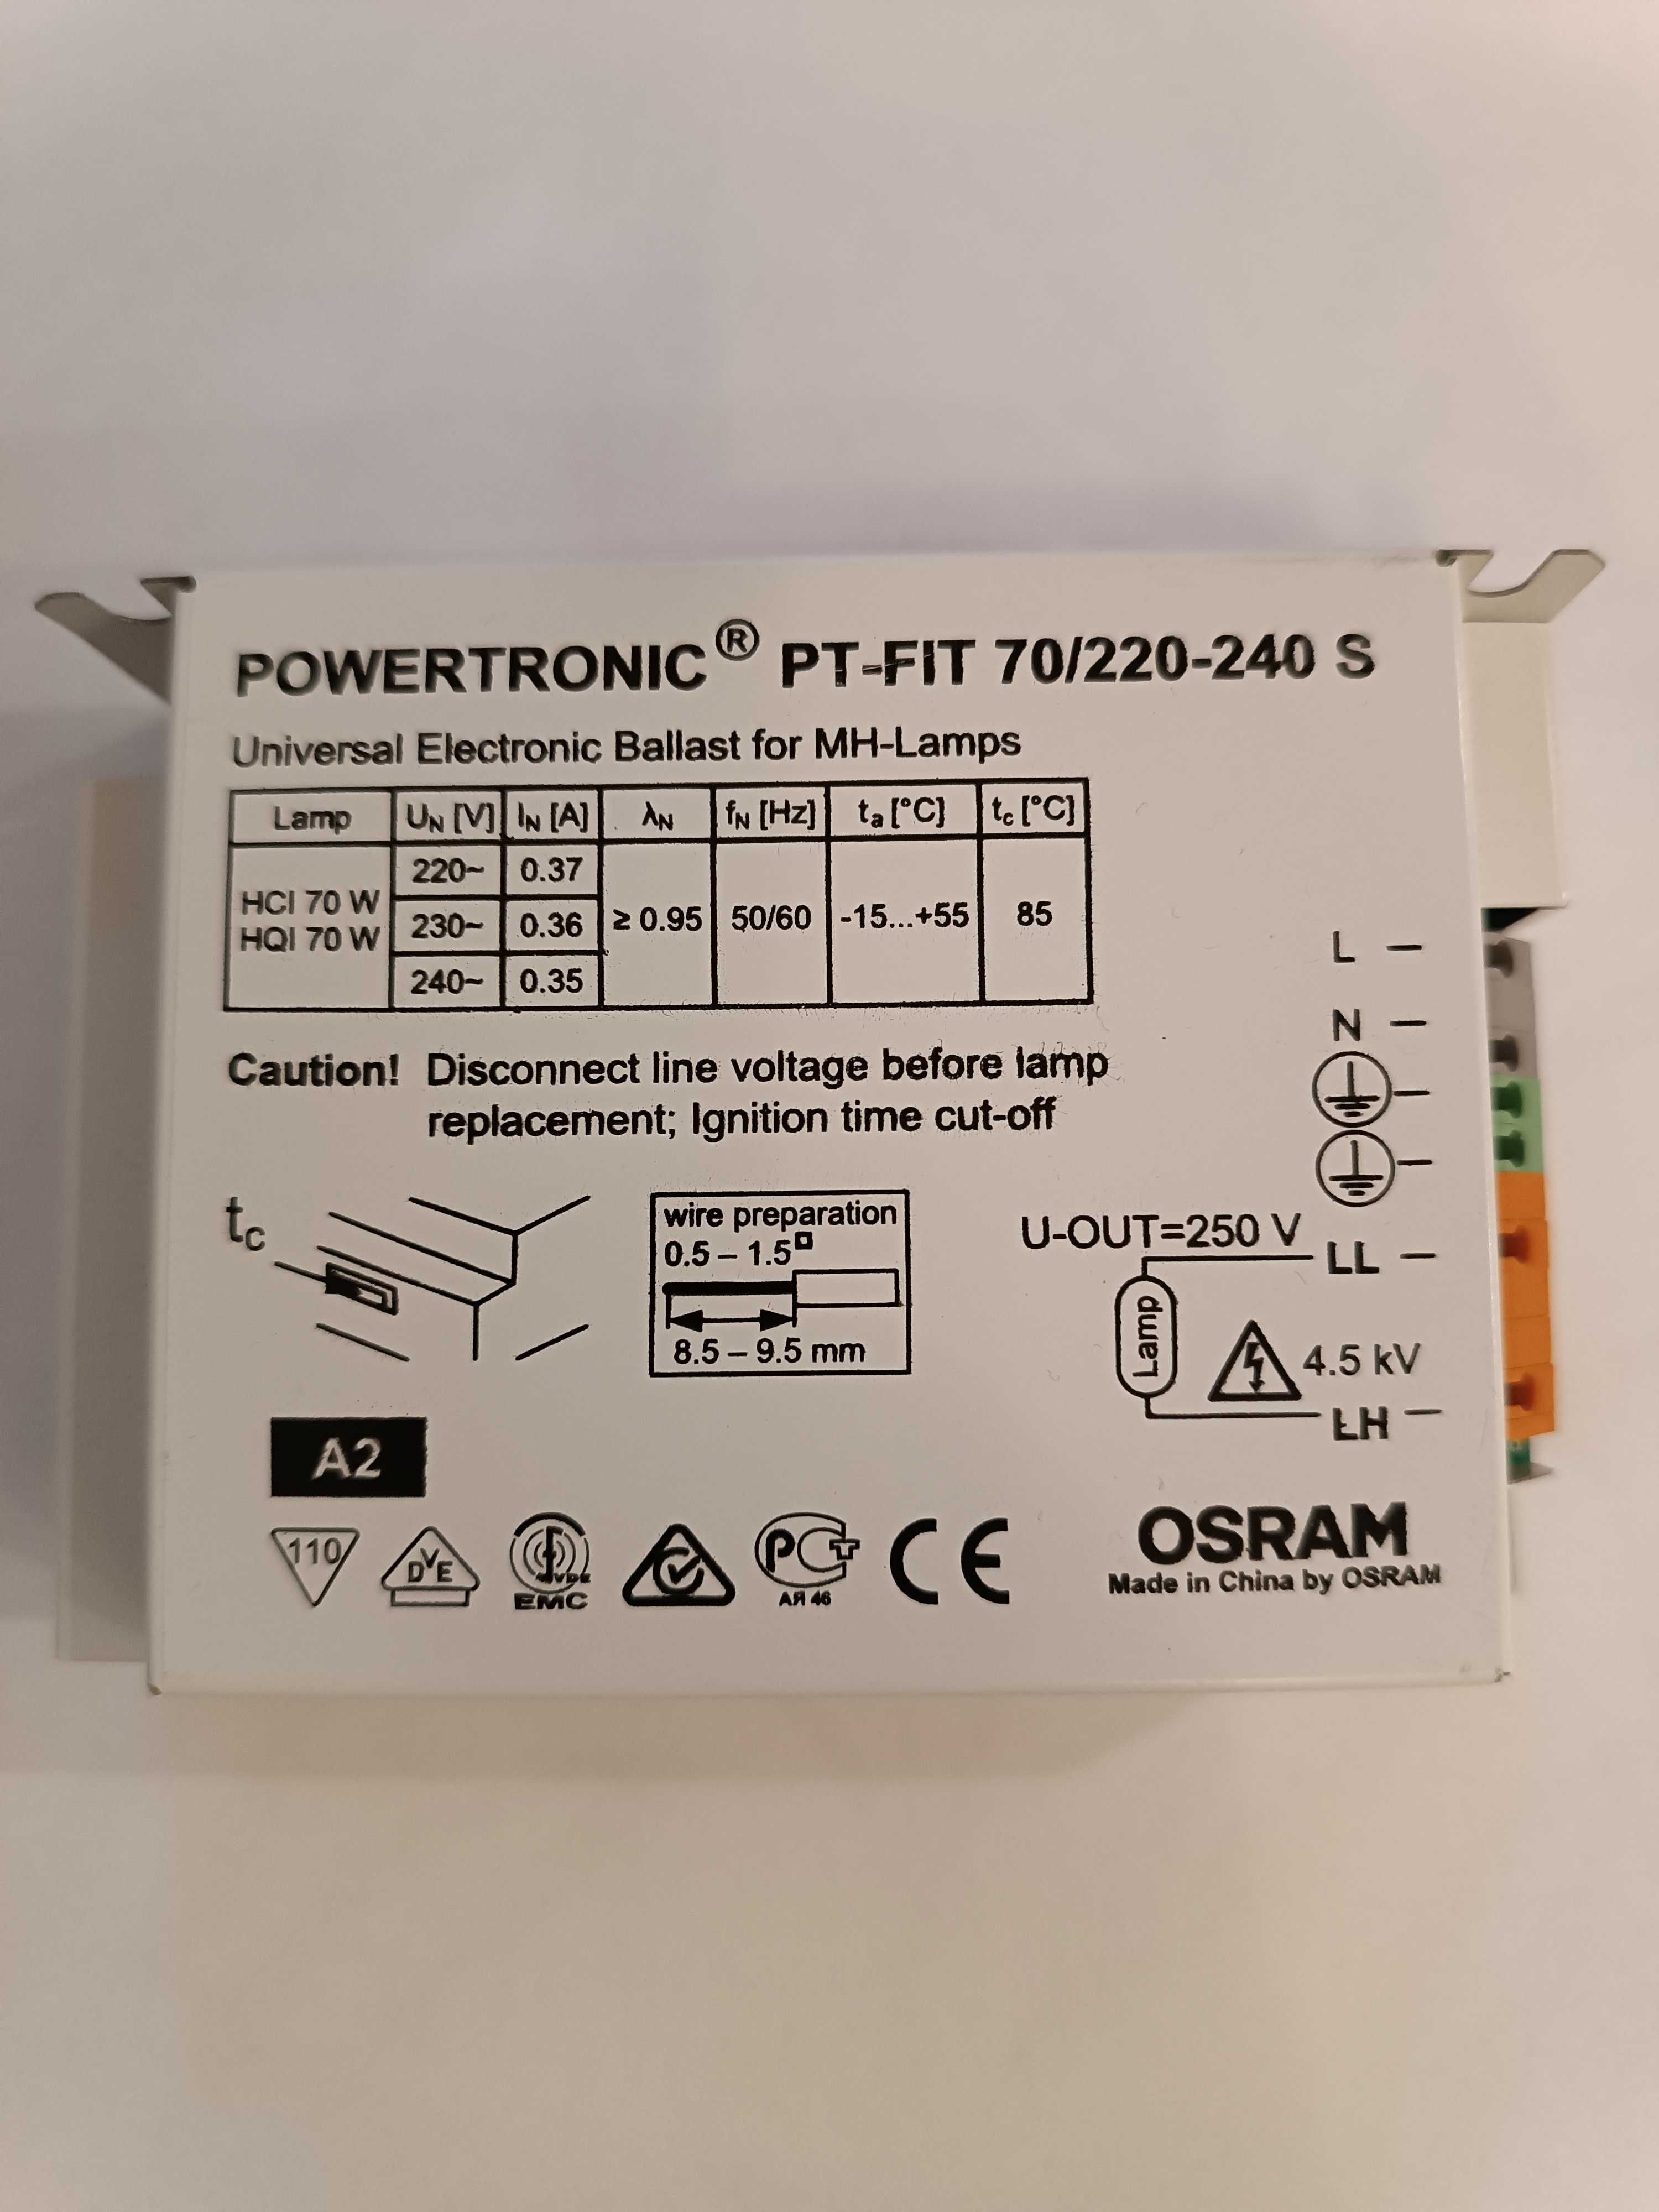 POWERTRONIC® PT-FIT 70/220-240 S
Universal Electronic Ballast for MH-Lamps
Lamp UN [V] IN [A] λN fN [Hz] ta [°C] tc [°C]
HCI 70 W
HQI 70 W
220~ 0.37
230~ 0.36
240~ 0.35
≥ 0.95 50/60 -15...+55 85
Caution! Disconnect line voltage before lamp
replacement; Ignition time cut-off
L
N
tc
wire preparation
0.5 – 1.5
8.5 – 9.5 mm
U-OUT=250 V
LL
Lamp
4.5 kV
LH
A2
110
DVE
VDE
EMC
РСТ
АЯ 46
CE
OSRAM
Made in China by OSRAM